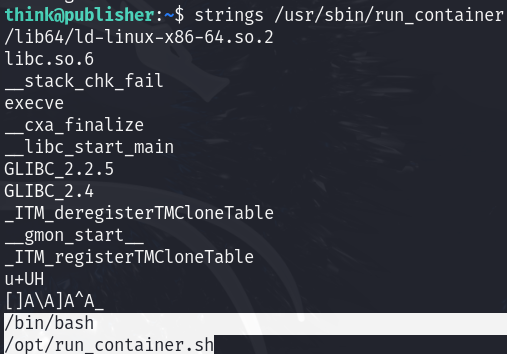 think@publisher:~$ strings /usr/sbin/run_container
/lib64/ld-linux-x86-64.so.2
libc.so.6
__stack_chk_fail
execve
__cxa_finalize
__libc_start_main
GLIBC_2.2.5
GLIBC_2.4
_ITM_deregisterTMCloneTable
__gmon_start__
_ITM_registerTMCloneTable
u+UH
[]A\A]A^A_
/bin/bash
/opt/run_container.sh